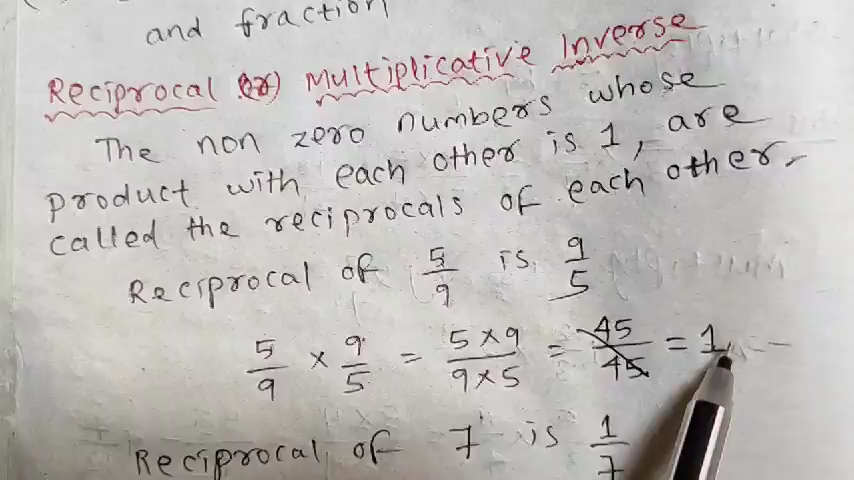 and fraction
Reciprocal (or) Multiplicative Inverse
The non zero numbers whose
product with each other is 1, are
called the reciprocals of each other.
Reciprocal of 5/9 is 9/5
5/9 × 9/5 = 5×9/9×5 = 45/45 = 1
Reciprocal of 7 is 1/7